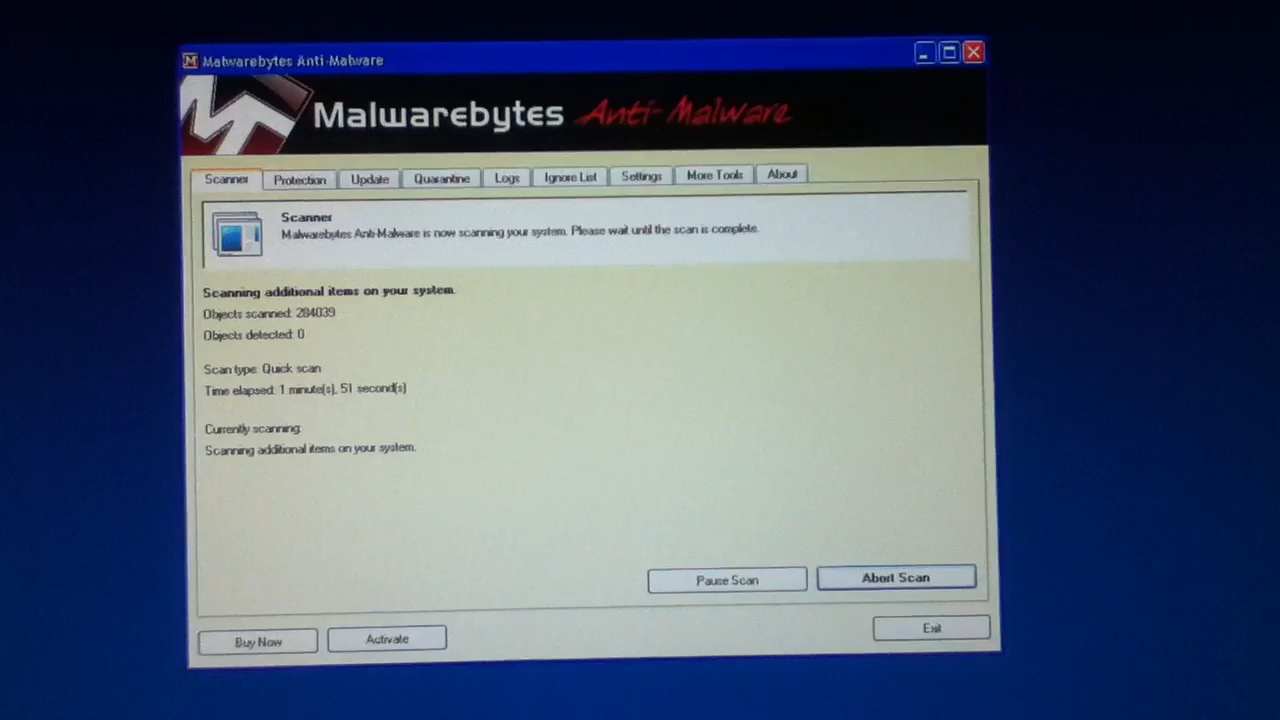 Malwarebytes Anti-Malware
Malwarebytes Anti-Malware
Scanner Protection Update Quarantine Logs Ignore List Settings More Tools About
Scanner
Malwarebytes Anti-Malware is now scanning your system. Please wait until the scan is complete.
Scanning additional items on your system.
Objects scanned: 284039
Objects detected: 0
Scan type: Quick scan
Time elapsed: 1 minute(s), 51 second(s)
Currently scanning:
Scanning additional items on your system.
Pause Scan Abort Scan
Buy Now Activate Exit